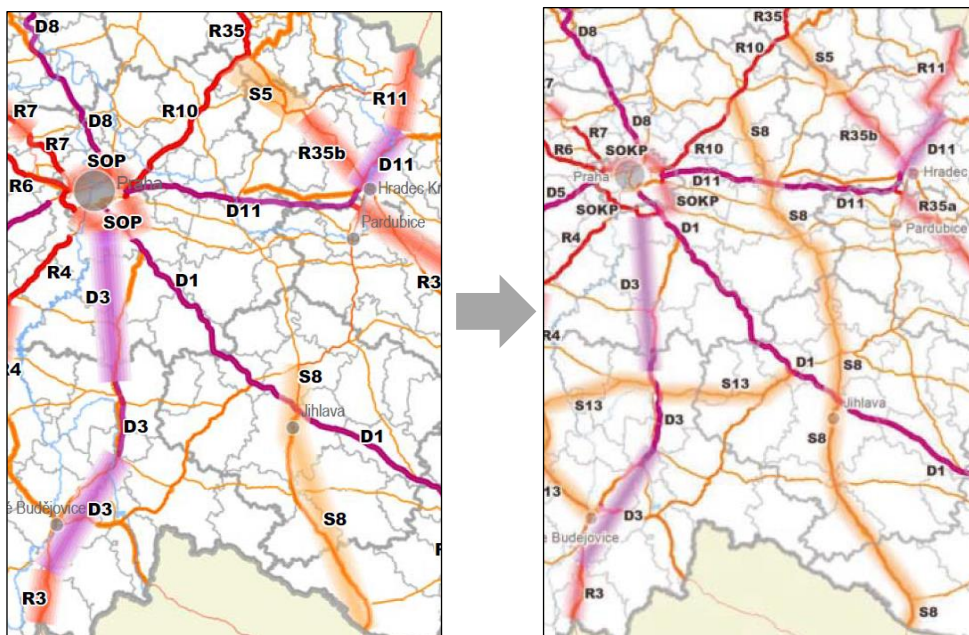 D8
R35
S5
R11
R7
D8
R10
R7
SOP
R35b
D11
R6
Praha
Hradec Kr
D11
SOP
Pardubice
R4
D1
R3
D3
S8
Jihlava
D3
D1
ě Budějovice
D3
S8
R3
D8
R35
S5
R10
R11
S8
R7
D8
R35b
R6
SOKP
R10
D11
Praha
D11
Hradec
D5
SOKP
SOKP
S8
D11
R35a
R4
D1
Pardubice
D3
R4
S8
D1
S13
S13
Jihlava
D3
S8
D1
13
D3
e Budějovice
R3